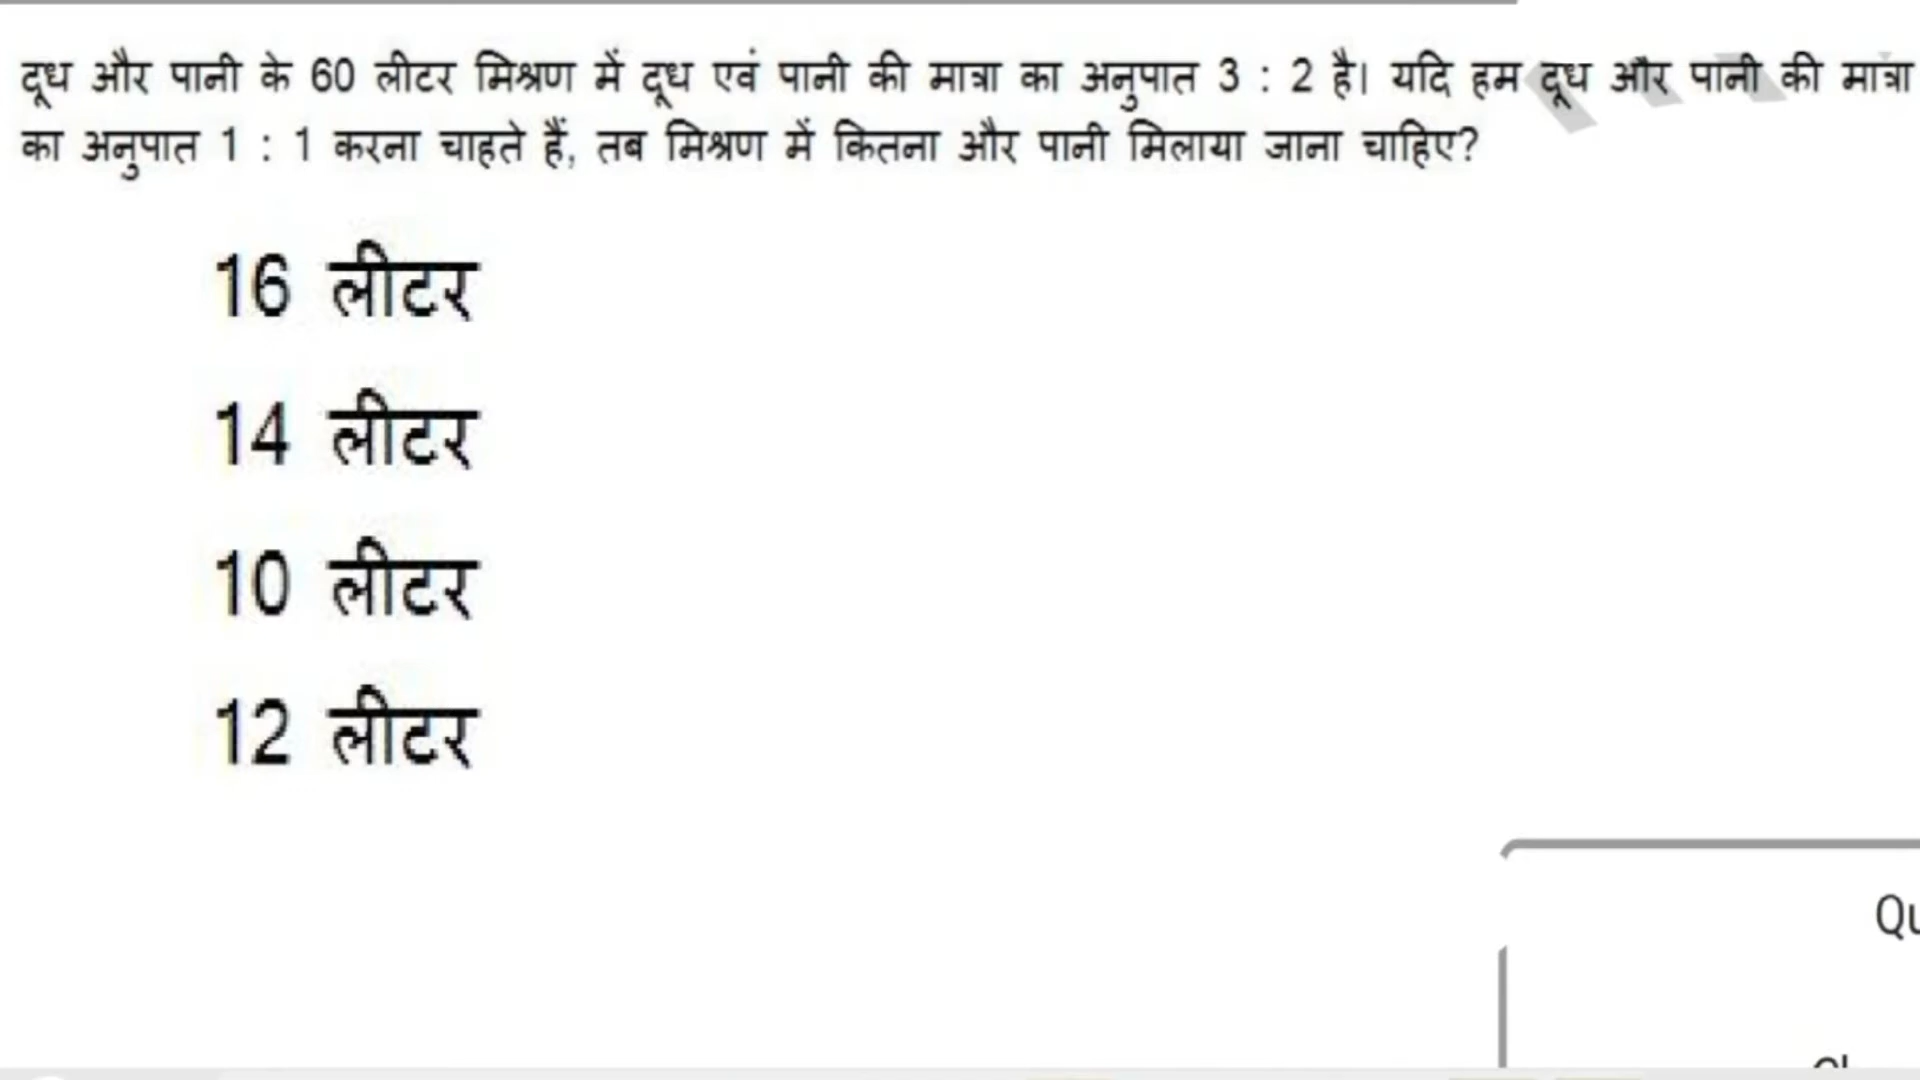 दूध और पानी के 60 लीटर मिश्रण में दूध एवं पानी की मात्रा का अनुपात 3 : 2 है। यदि हम दूध और पानी की मात्रा
का अनुपात 1 : 1 करना चाहते हैं, तब मिश्रण में कितना और पानी मिलाया जाना चाहिए?
16 लीटर
14 लीटर
10 लीटर
12 लीटर
Qu